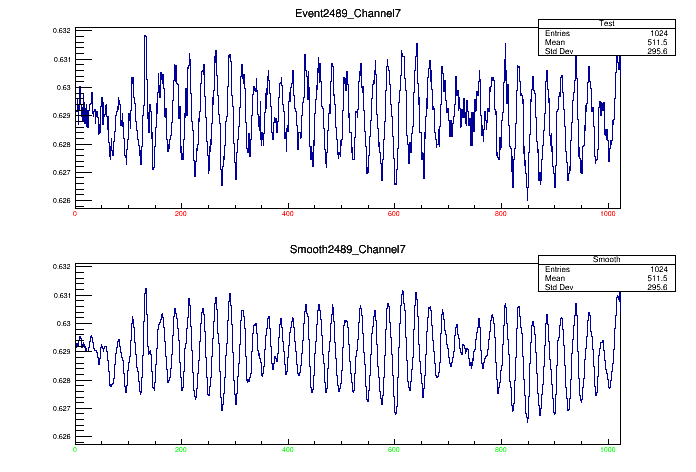 Event2489_Channel7
Test
Entries 1024
Mean 511.5
Std Dev 295.6
0.632
0.631
0.63
0.629
0.628
0.627
0.626
0 200 400 600 800 1000
Smooth2489_Channel7
Smooth
Entries 1024
Mean 511.5
Std Dev 295.6
0.632
0.631
0.63
0.629
0.628
0.627
0.626
0 200 400 600 800 1000